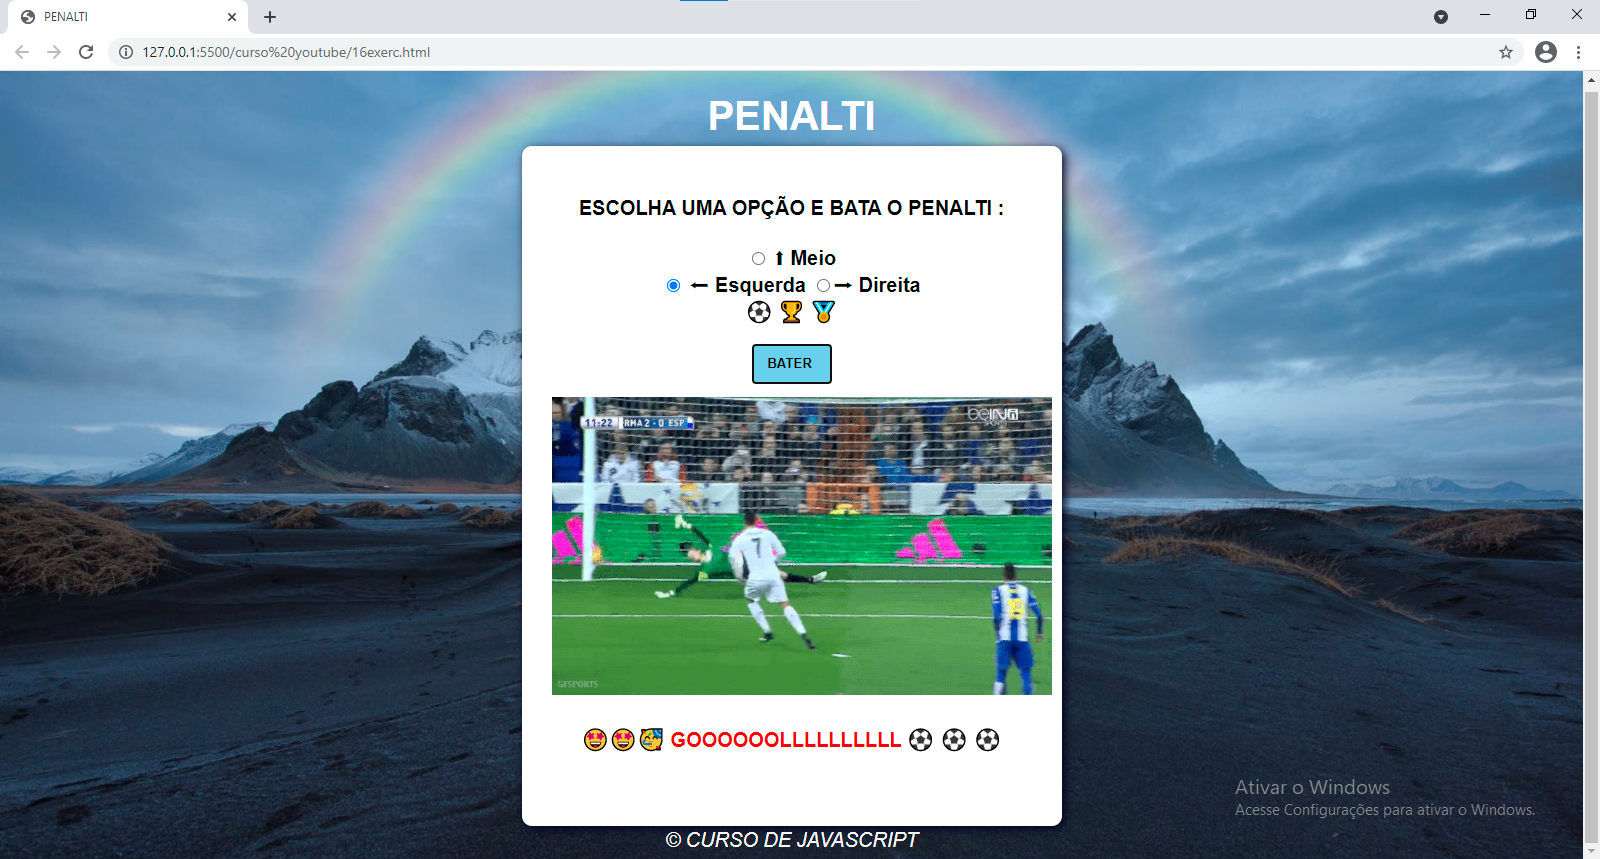 PENALTI
127.0.0.1:5500/curso%20youtube/16exerc.html
PENALTI
ESCOLHA UMA OPÇÃO E BATA O PENALTI :
⬆ Meio
← Esquerda → Direita
BATER
11:22 RMA 2 - 0 ESP
beIN SPORTS
7
GFSPORTS
GOOOOOOLLLLLLLLLL
Ativar o Windows
Acesse Configurações para ativar o Windows.
© CURSO DE JAVASCRIPT